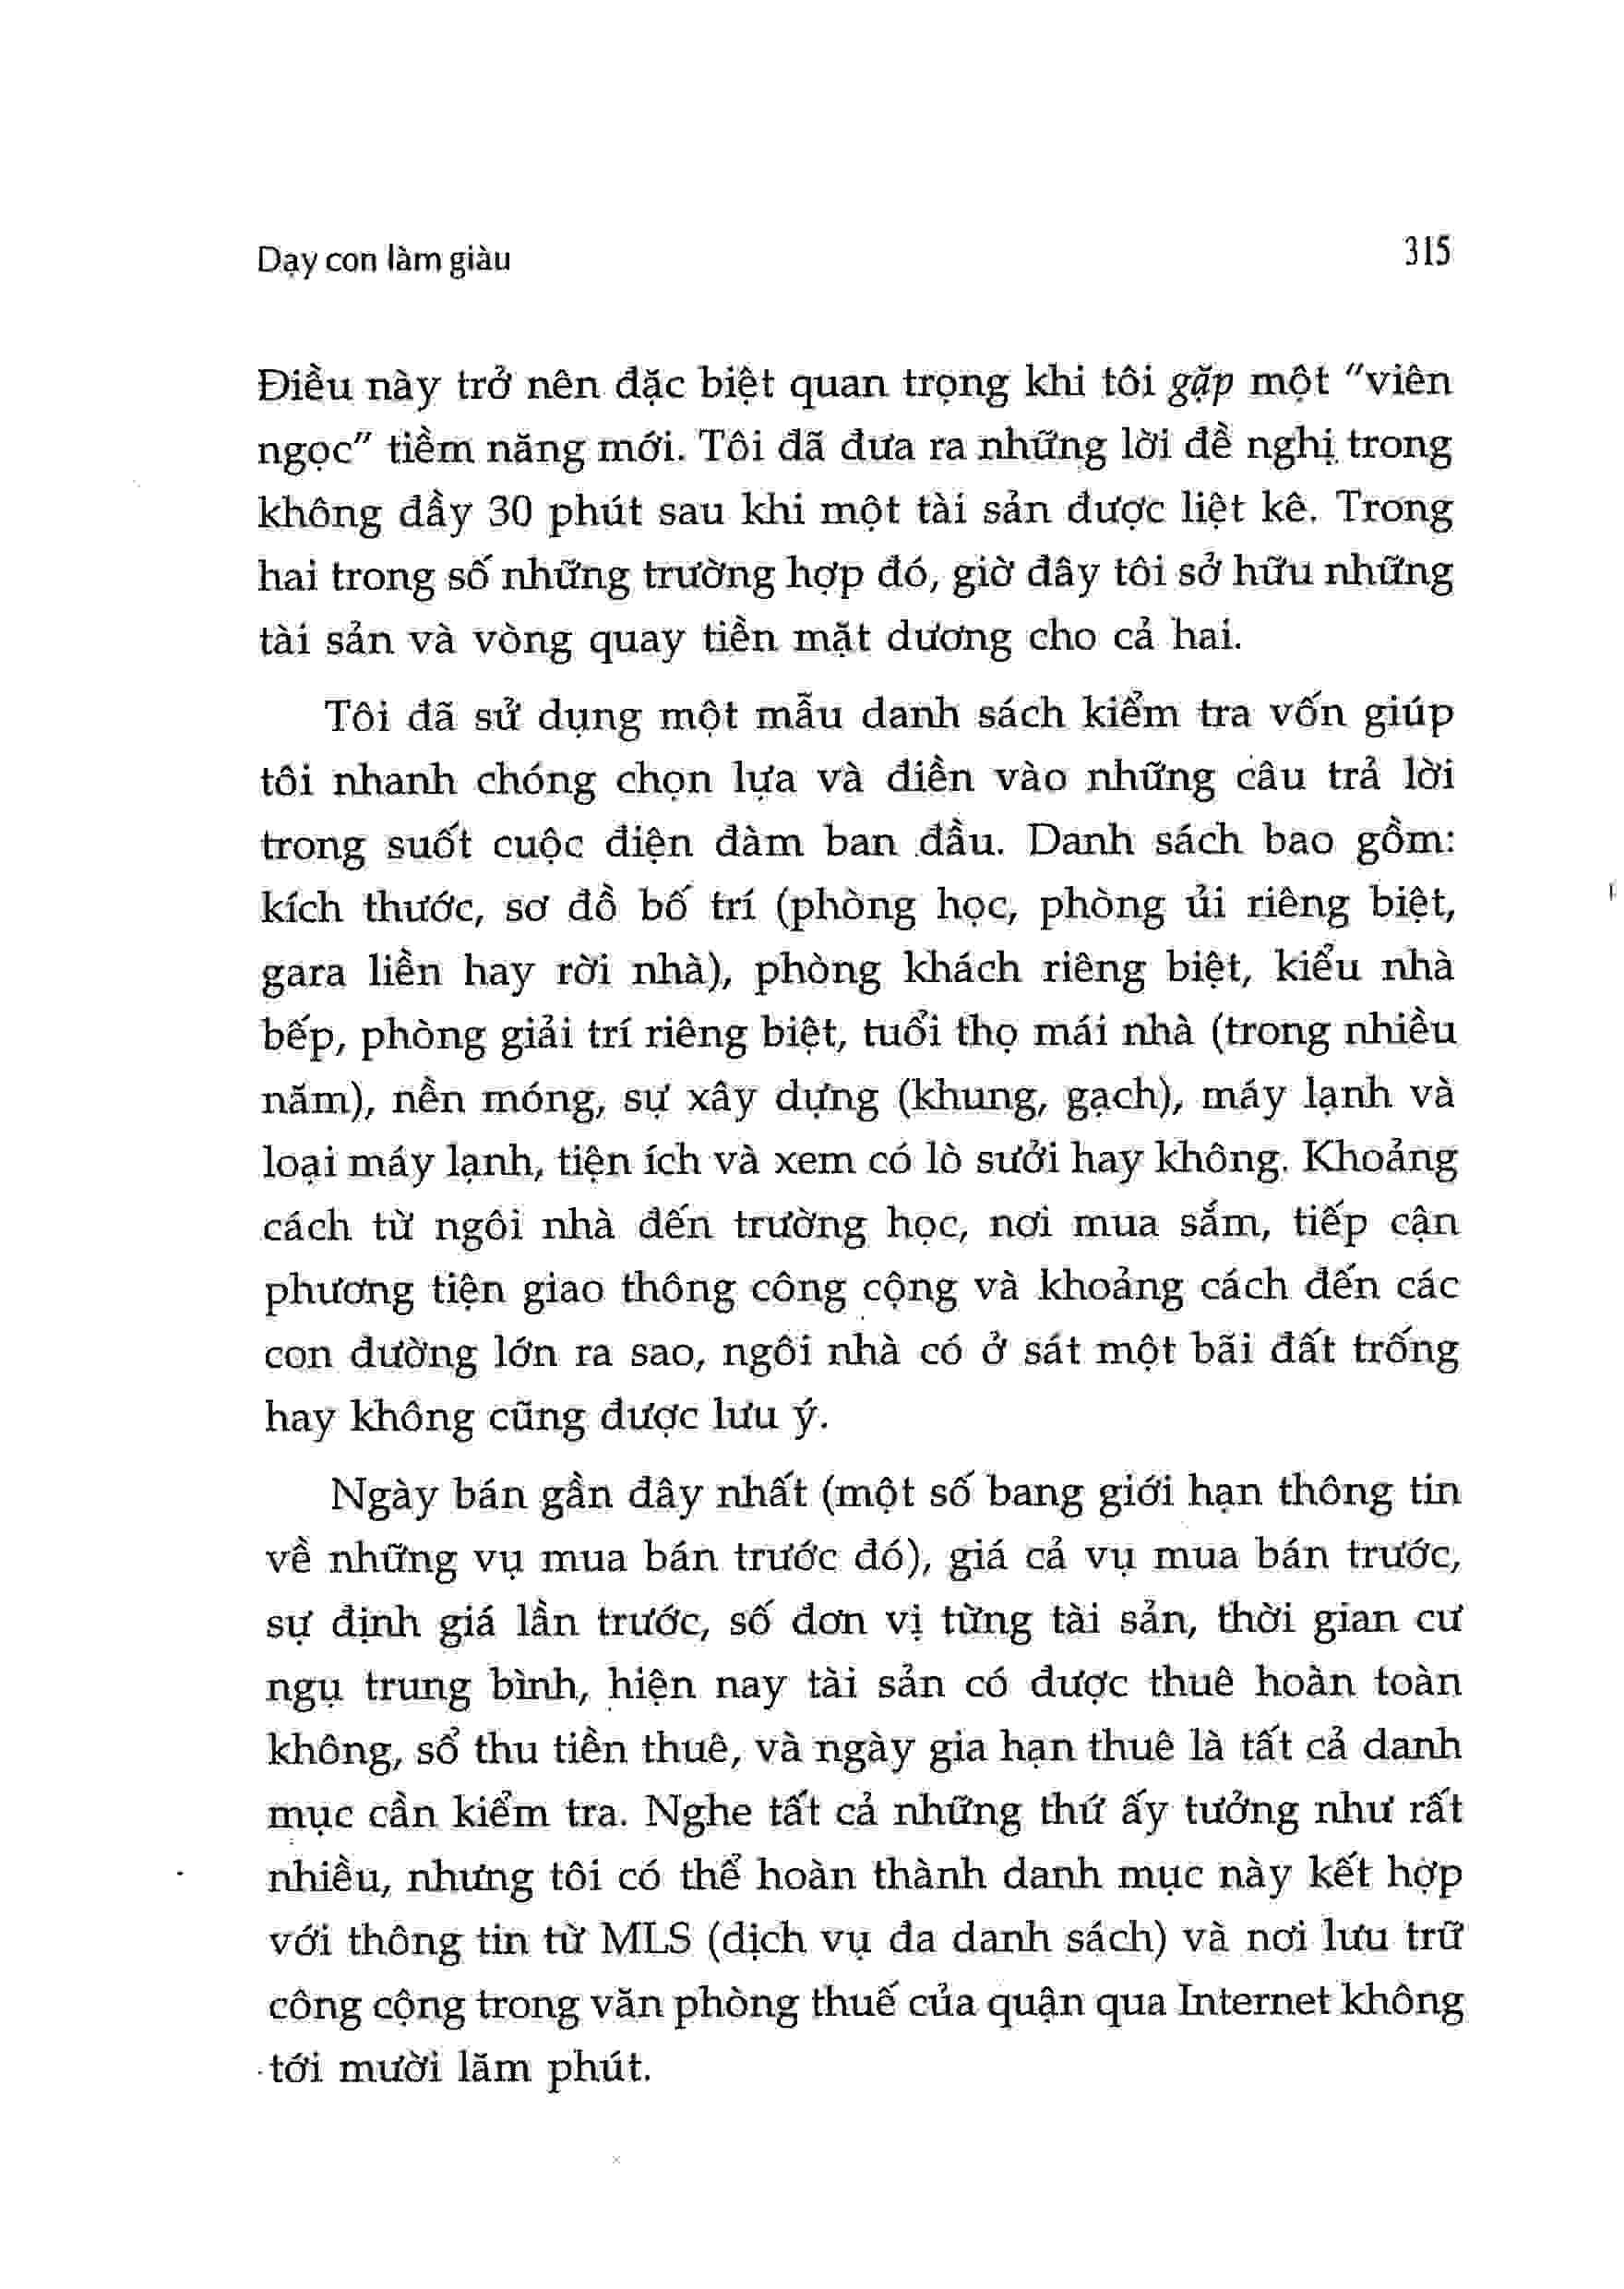 Dạy con làm giàu
315
Điều này trở nên đặc biệt quan trọng khi tôi gặp một "viên
ngọc" tiềm năng mới. Tôi đã đưa ra những lời đề nghị trong
không đầy 30 phút sau khi một tài sản được liệt kê. Trong
hai trong số những trường hợp đó, giờ đây tôi sở hữu những
tài sản và vòng quay tiền mặt dương cho cả hai.
Tôi đã sử dụng một mẫu danh sách kiểm tra vốn giúp
tôi nhanh chóng chọn lựa và điền vào những câu trả lời
trong suốt cuộc điện đàm ban đầu. Danh sách bao gồm:
kích thước, sơ đồ bố trí (phòng học, phòng ủi riêng biệt,
gara liền hay rời nhà), phòng khách riêng biệt, kiểu nhà
bếp, phòng giải trí riêng biệt, tuổi thọ mái nhà (trong nhiều
năm), nền móng, sự xây dựng (khung, gạch), máy lạnh và
loại máy lạnh, tiện ích và xem có lò sưởi hay không. Khoảng
cách từ ngôi nhà đến trường học, nơi mua sắm, tiếp cận
phương tiện giao thông công cộng và khoảng cách đến các
con đường lớn ra sao, ngôi nhà có ở sát một bãi đất trống
hay không cũng được lưu ý.
Ngày bán gần đây nhất (một số bang giới hạn thông tin
về những vụ mua bán trước đó), giá cả vụ mua bán trước,
sự định giá lần trước, số đơn vị từng tài sản, thời gian cư
ngụ trung bình, hiện nay tài sản có được thuê hoàn toàn
không, sổ thu tiền thuê, và ngày gia hạn thuê là tất cả danh
mục cần kiểm tra. Nghe tất cả những thứ ấy tưởng như rất
nhiều, nhưng tôi có thể hoàn thành danh mục này kết hợp
với thông tin từ MLS (dịch vụ đa danh sách) và nơi lưu trữ
công cộng trong văn phòng thuế của quận qua Internet không
tới mười lăm phút.